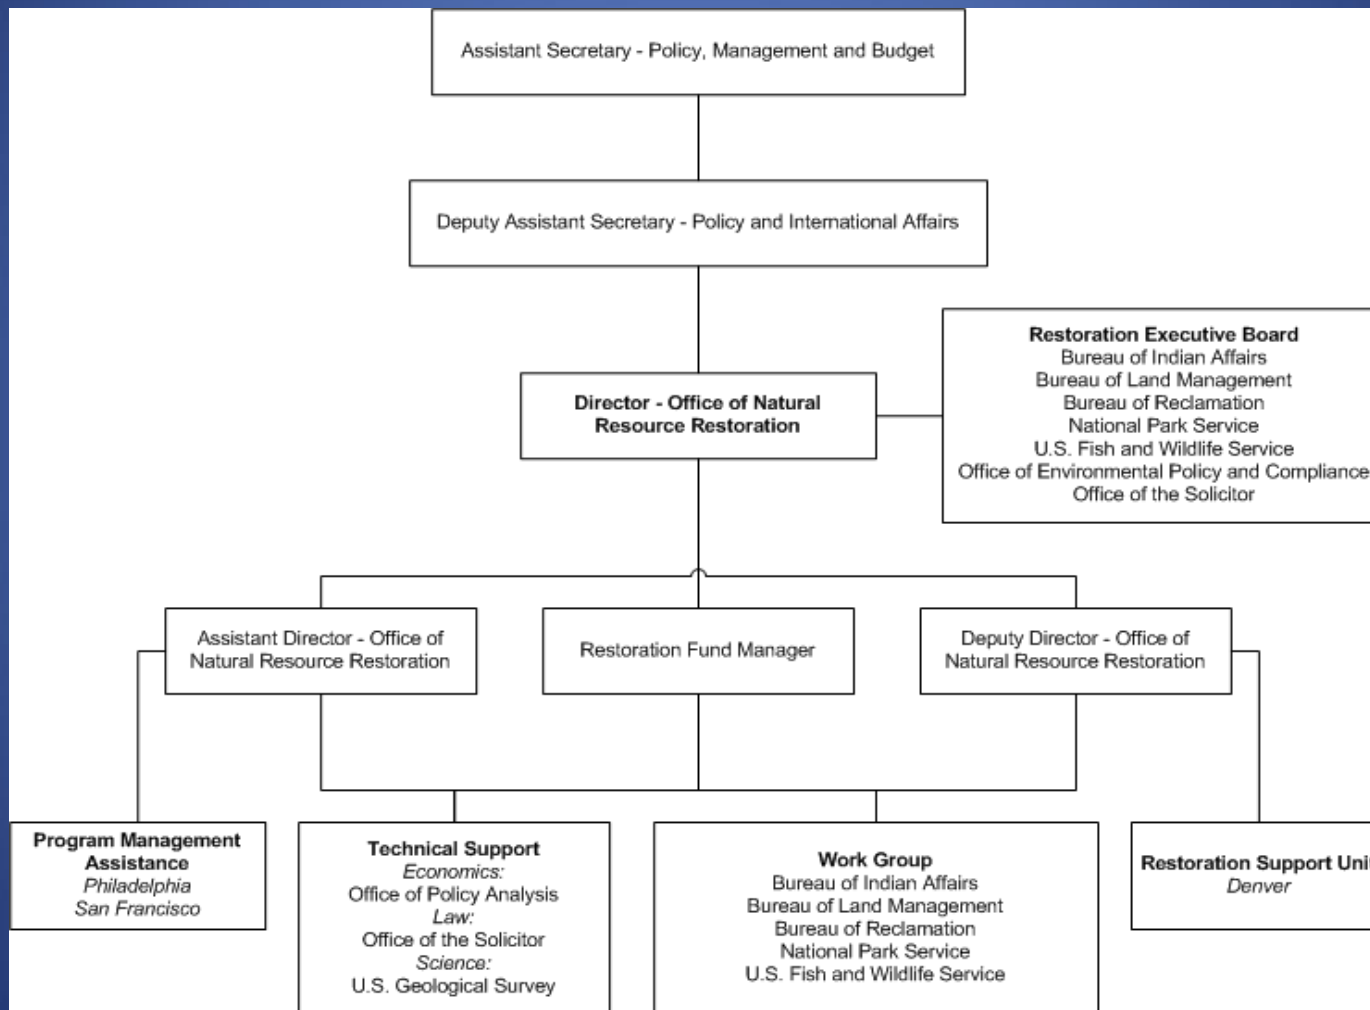 Assistant Secretary - Policy, Management and Budget
Deputy Assistant Secretary - Policy and International Affairs
Restoration Executive Board
Bureau of Indian Affairs
Bureau of Land Management
Bureau of Reclamation
National Park Service
U.S. Fish and Wildlife Service
Office of Environmental Policy and Compliance
Office of the Solicitor
Director - Office of Natural
Resource Restoration
Assistant Director - Office of
Natural Resource Restoration
Restoration Fund Manager
Deputy Director - Office of
Natural Resource Restoration
Program Management
Assistance
Philadelphia
San Francisco
Technical Support
Economics:
Office of Policy Analysis
Law:
Office of the Solicitor
Science:
U.S. Geological Survey
Work Group
Bureau of Indian Affairs
Bureau of Land Management
Bureau of Reclamation
National Park Service
U.S. Fish and Wildlife Service
Restoration Support Uni
Denver